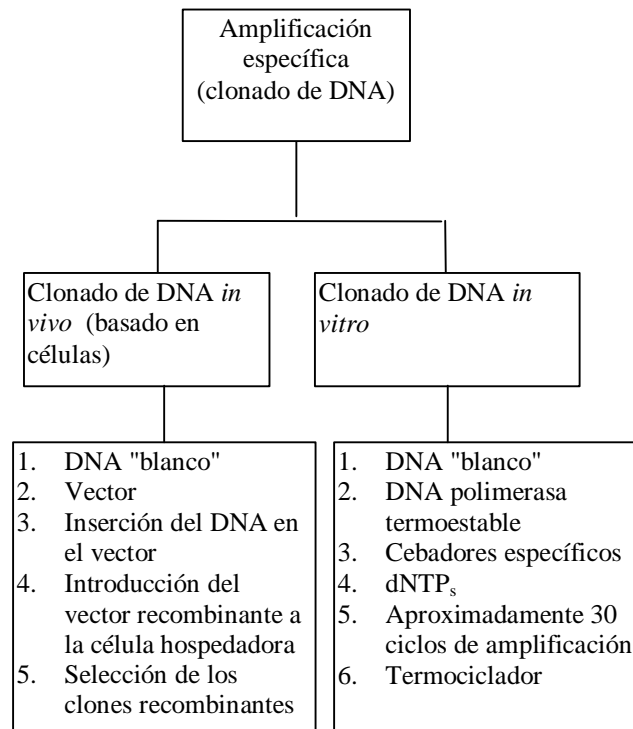 Amplificación
específica
(clonado de DNA)
Clonado de DNA in
vivo (basado en
células)
Clonado de DNA in
vitro
1. DNA "blanco"
2. Vector
3. Inserción del DNA en
el vector
4. Introducción del
vector recombinante a
la célula hospedadora
5. Selección de los
clones recombinantes
1. DNA "blanco"
2. DNA polimerasa
termoestable
3. Cebadores específicos
4. dNTPs
5. Aproximadamente 30
ciclos de amplificación
6. Termociclador